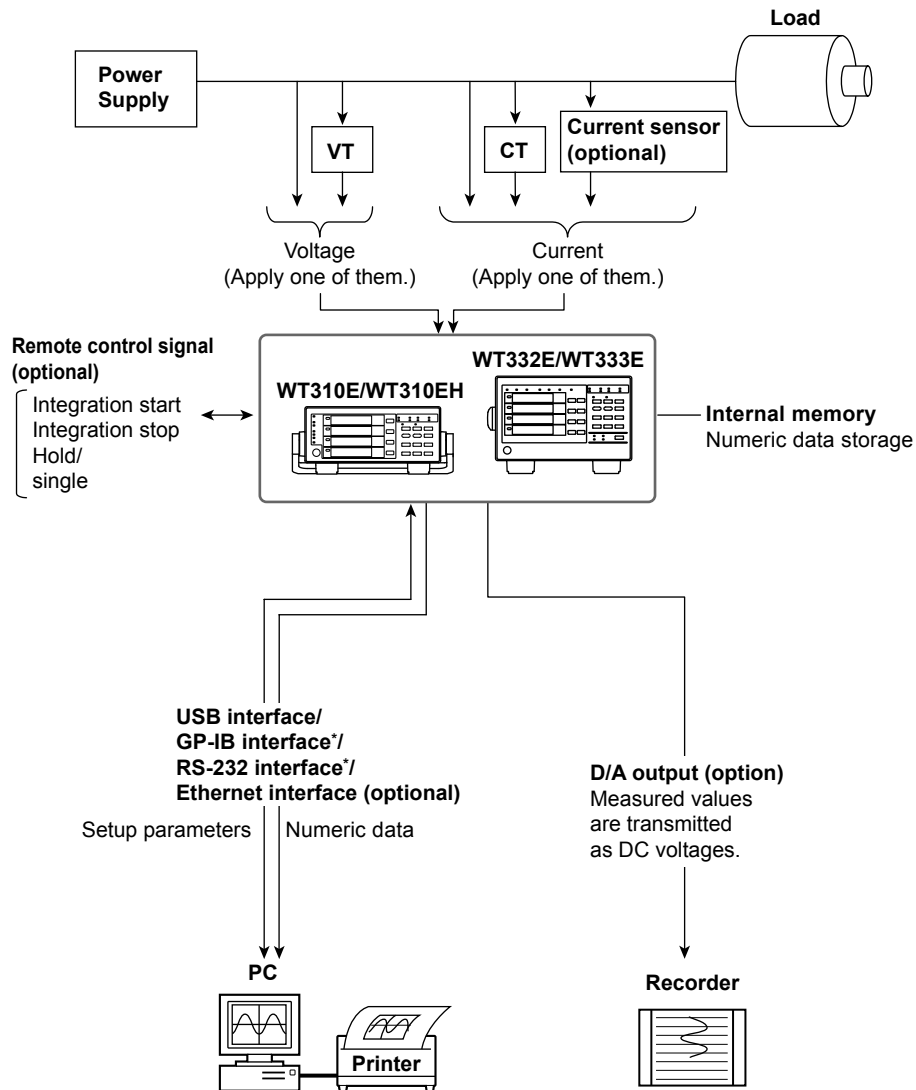 Load
Power
Supply
VT
CT
Current sensor
(optional)
Voltage
(Apply one of them.)
Current
(Apply one of them.)
Remote control signal
(optional)
Integration start
Integration stop
Hold/
single
WT310E/WT310EH
WT332E/WT333E
Internal memory
Numeric data storage
USB interface/
GP-IB interface*/
RS-232 interface*/
Ethernet interface (optional)
Setup parameters
Numeric data
D/A output (option)
Measured values
are transmitted
as DC voltages.
PC
Printer
Recorder